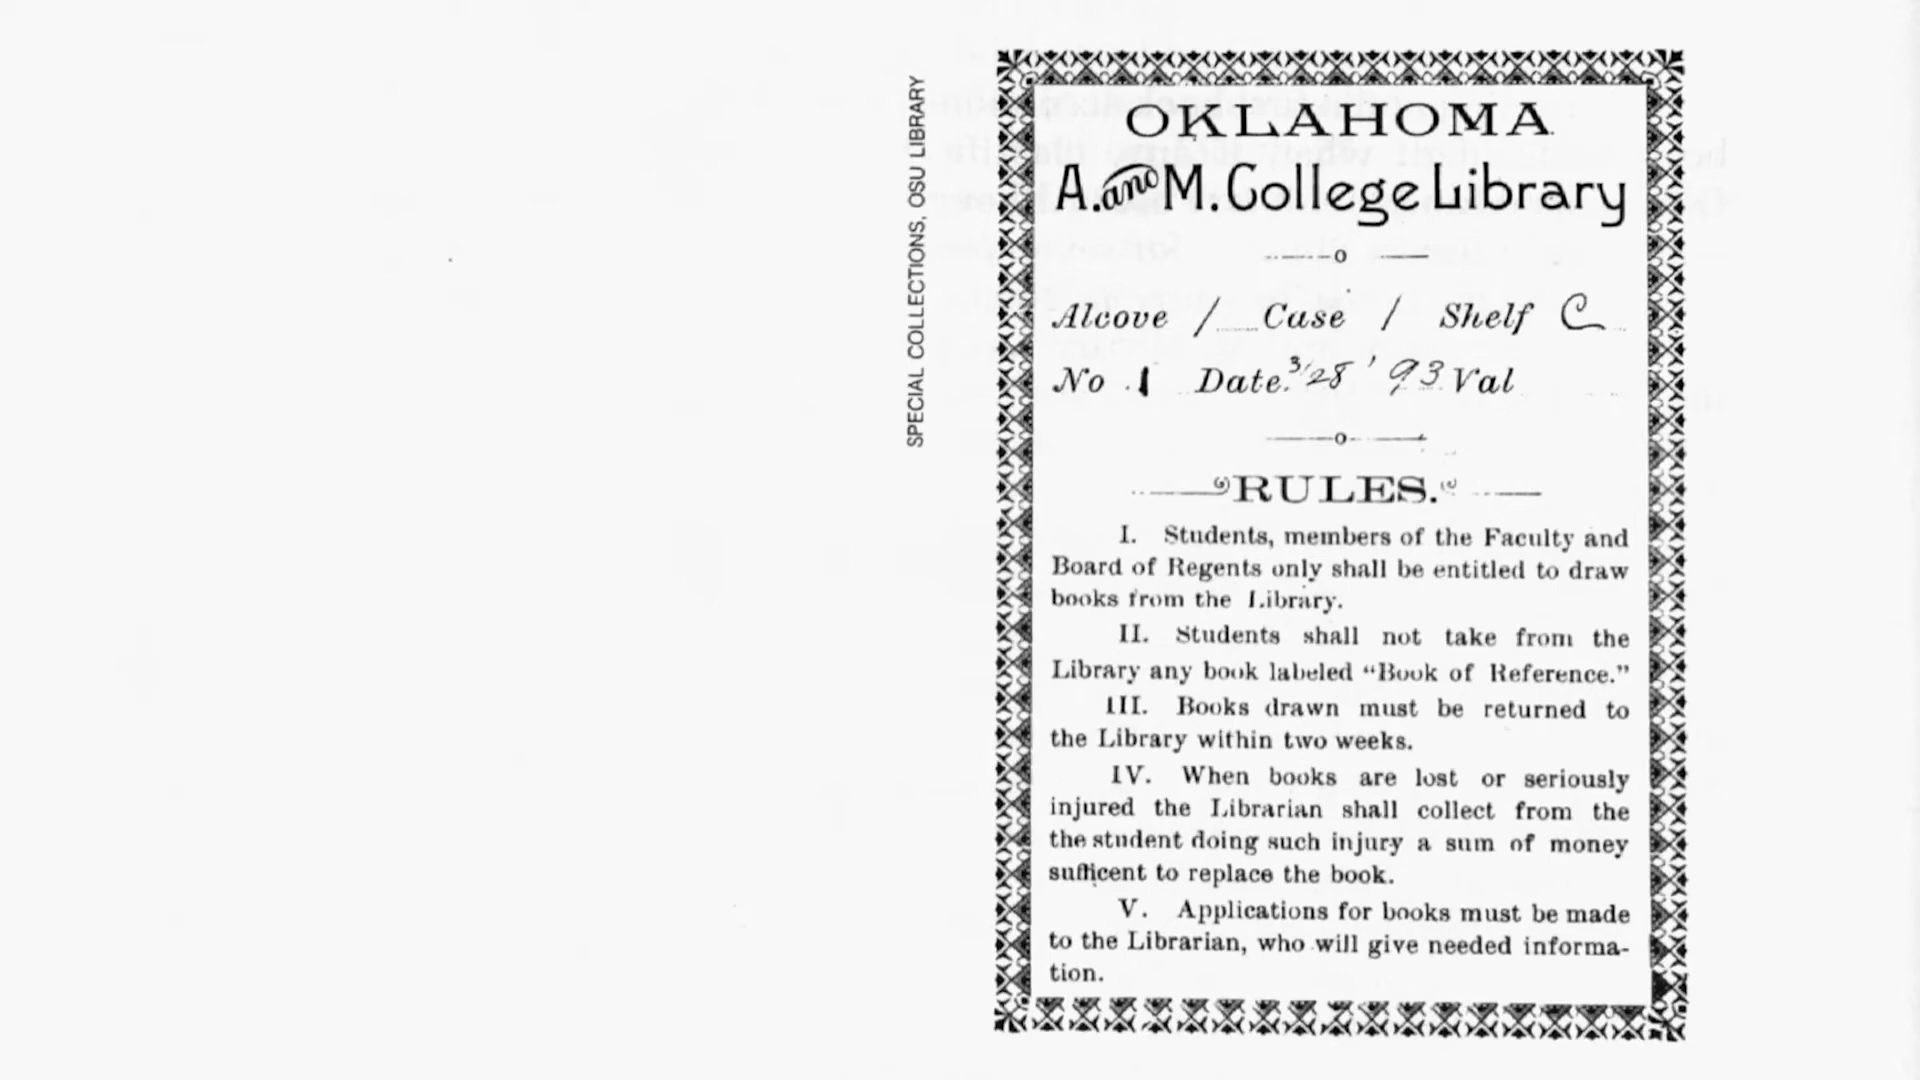 SPECIAL COLLECTIONS, OSU LIBRARY
OKLAHOMA
A. and M. College Library
Alcove / Case / Shelf C
No. 1 Date. 3/28 '93 Val
RULES.
I. Students, members of the Faculty and
Board of Regents only shall be entitled to draw
books from the Library.
II. Students shall not take from the
Library any book labeled “Book of Reference.”
III. Books drawn must be returned to
the Library within two weeks.
IV. When books are lost or seriously
injured the Librarian shall collect from the
the student doing such injury a sum of money
sufficent to replace the book.
V. Applications for books must be made
to the Librarian, who will give needed informa-
tion.